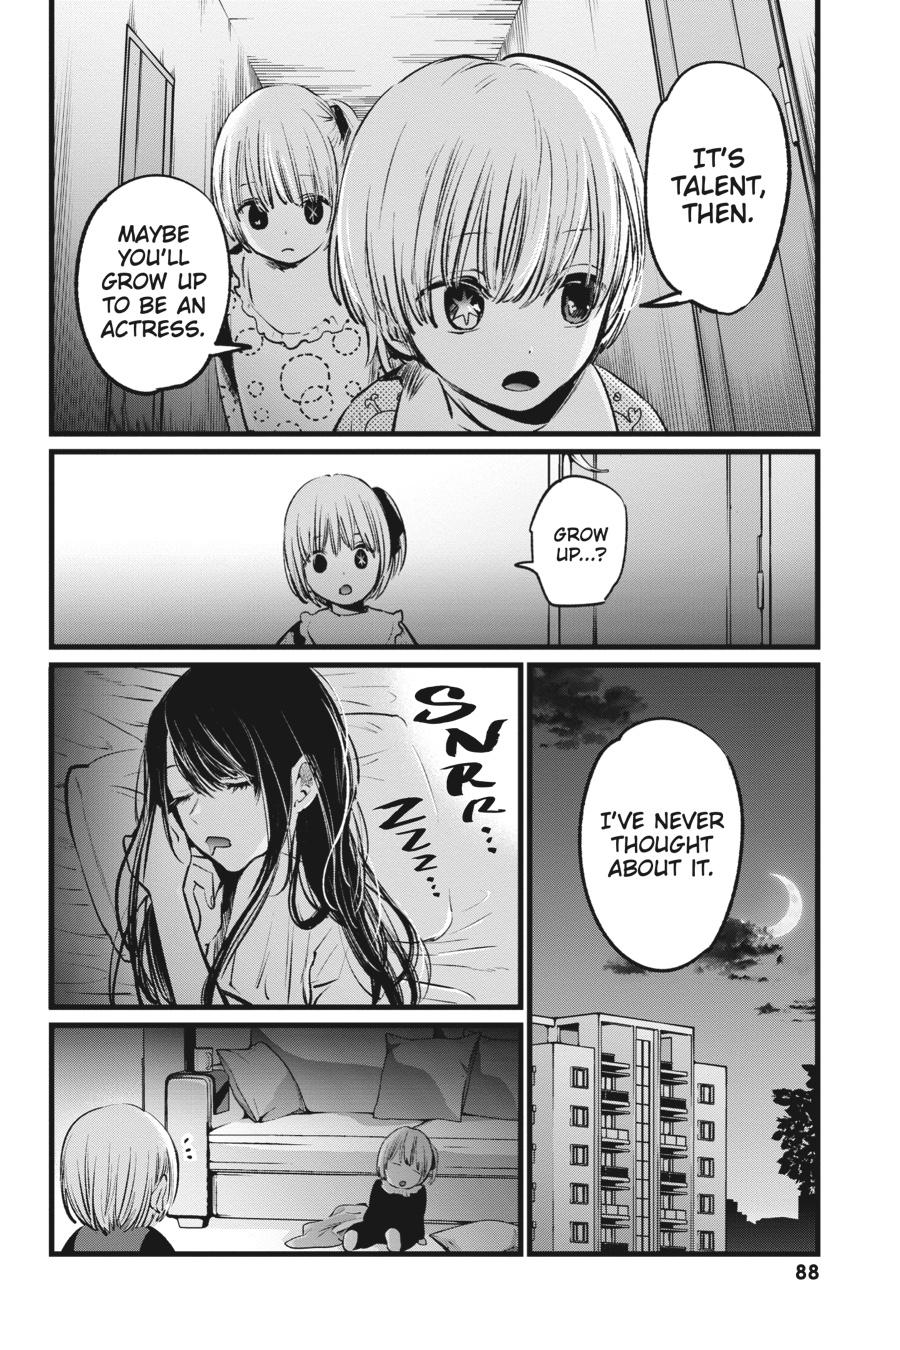 IT'S
TALENT,
THEN.
MAYBE
YOU'LL
GROW UP
TO BE AN
ACTRESS.
GROW
UP...?
I'VE NEVER
THOUGHT
ABOUT IT.
SNRR...
ZZZ...
88